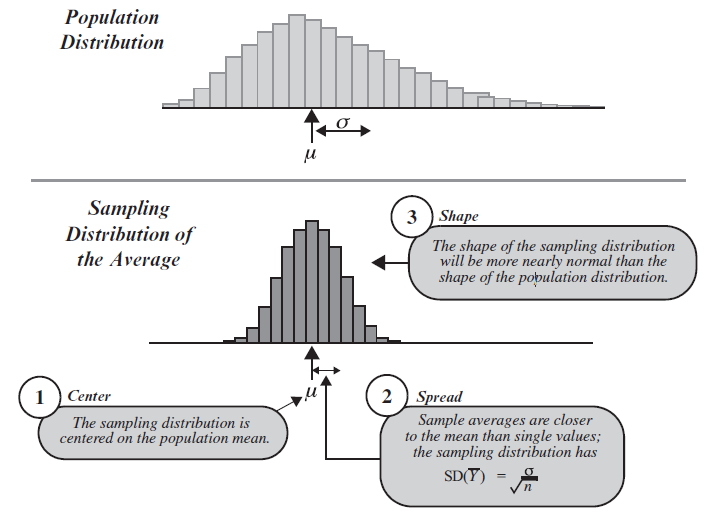 Population
Distribution
σ
μ
Sampling
Distribution of
the Average
3 Shape
The shape of the sampling distribution
will be more nearly normal than the
shape of the population distribution.
μ
1 Center
The sampling distribution is
centered on the population mean.
2 Spread
Sample averages are closer
to the mean than single values;
the sampling distribution has
SD(Y̅) = σ/√n